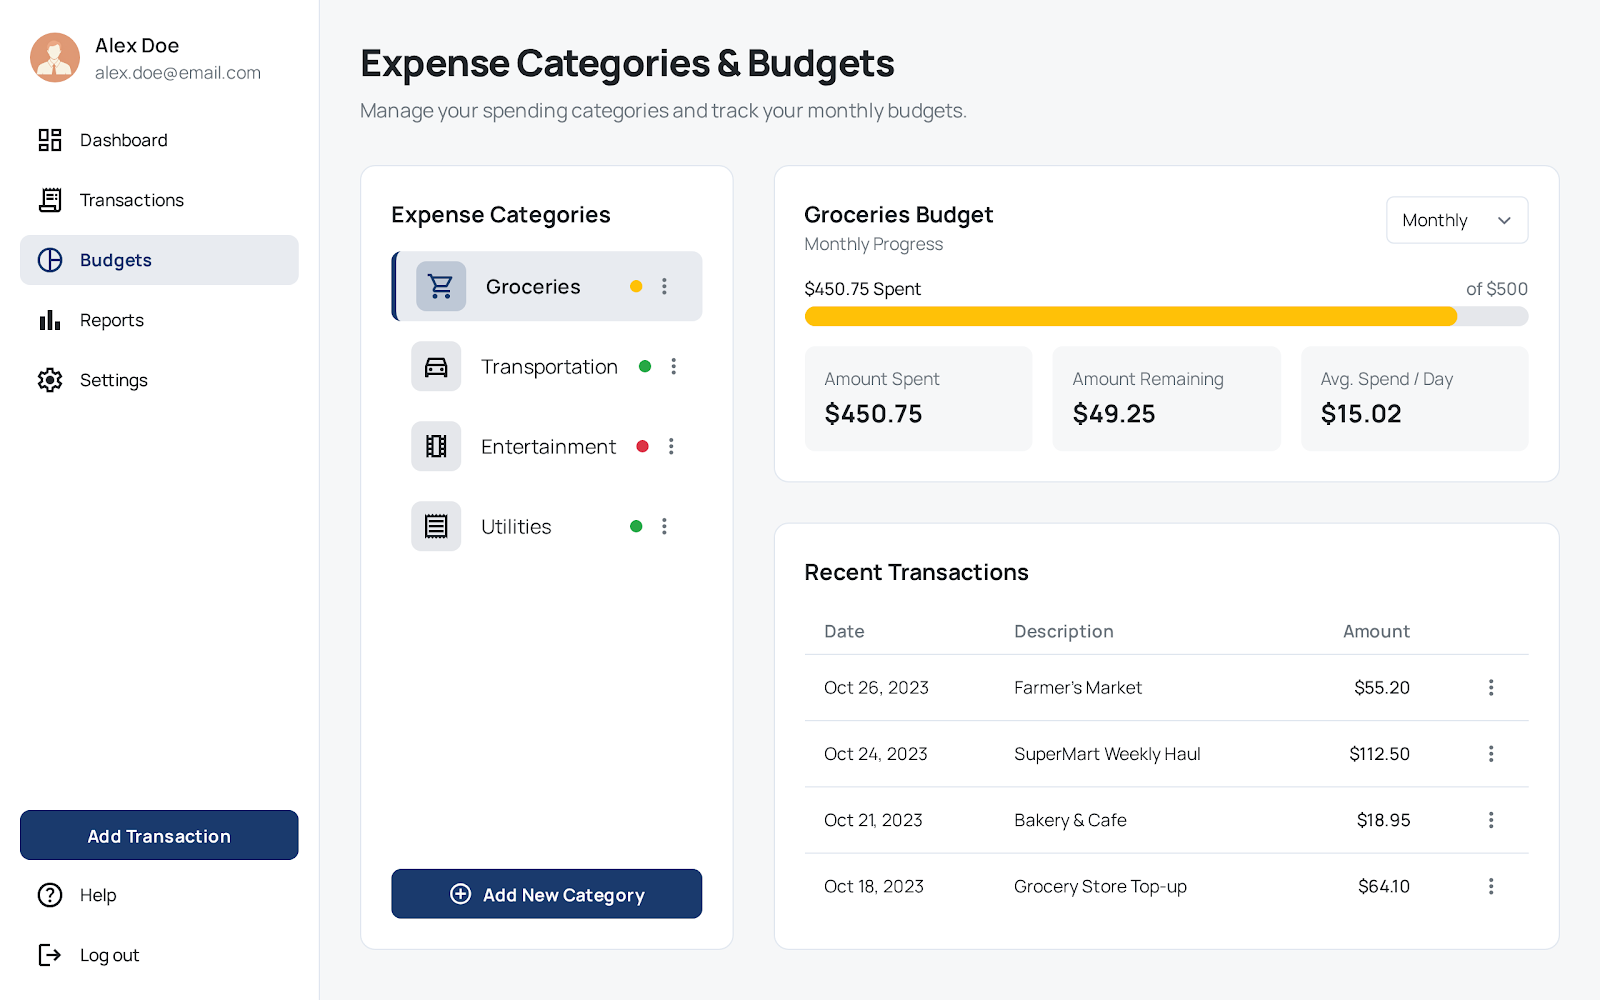 Alex Doe
alex.doe@email.com
Dashboard
Transactions
Budgets
Reports
Settings
Add Transaction
Help
Log out
Expense Categories & Budgets
Manage your spending categories and track your monthly budgets.
Expense Categories
Groceries
Transportation
Entertainment
Utilities
Add New Category
Groceries Budget
Monthly Progress
Monthly
$450.75 Spent of $500
Amount Spent Amount Remaining Avg. Spend / Day
$450.75 $49.25 $15.02
Recent Transactions
Date Description Amount
Oct 26, 2023 Farmer's Market $55.20
Oct 24, 2023 SuperMart Weekly Haul $112.50
Oct 21, 2023 Bakery & Cafe $18.95
Oct 18, 2023 Grocery Store Top-up $64.10